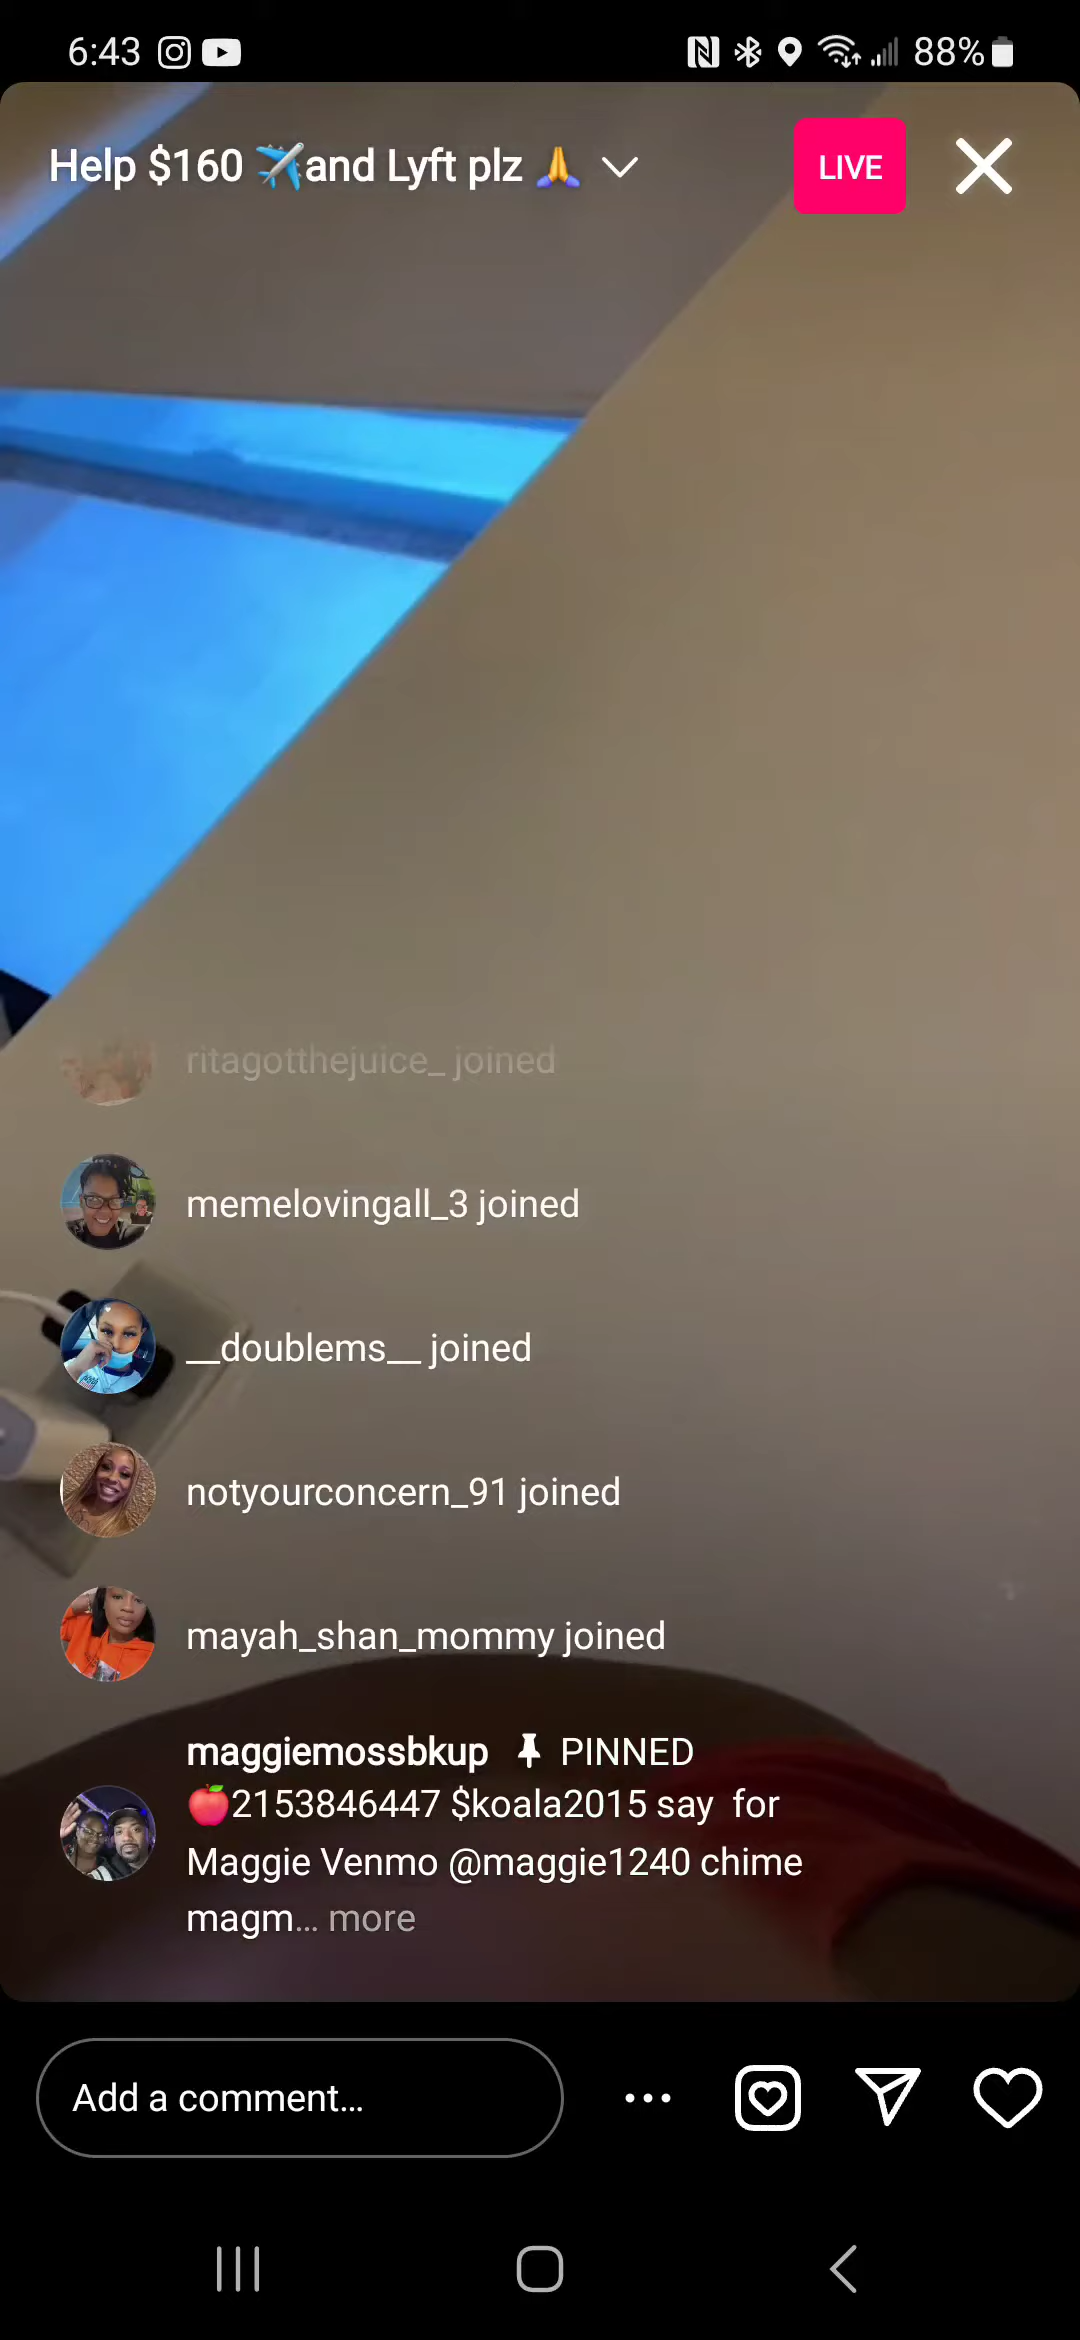 6:43 88%
Help $160 ✈️and Lyft plz 🙏
LIVE
ritagotthejuice_ joined
memelovingall_3 joined
__doublems__ joined
notyourconcern_91 joined
mayah_shan_mommy joined
maggiemossbkup PINNED
🍎2153846447 $koala2015 say for
Maggie Venmo @maggie1240 chime
magm... more
Add a comment...